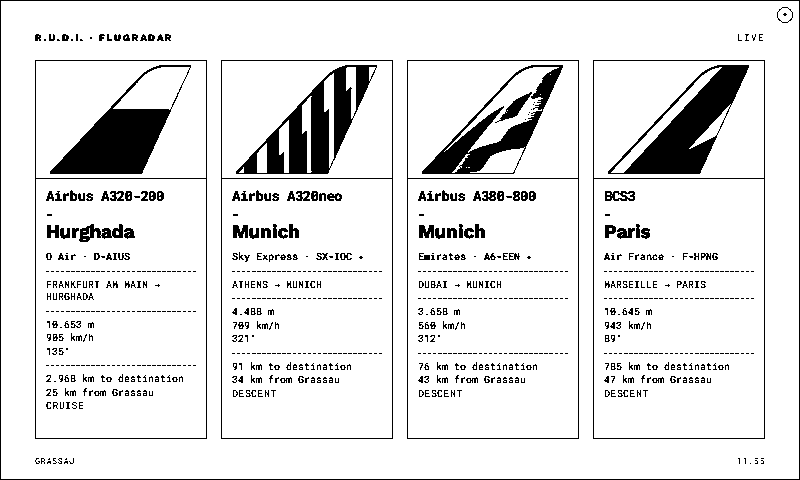 R.U.D.I. · FLUGRADAR
LIVE
Airbus A320-200
-
Hurghada
O Air · D-AIUS
FRANKFURT AM MAIN →
HURGHADA
10.653 m
905 km/h
135°
2.968 km to destination
25 km from Grassau
CRUISE
Airbus A320neo
-
Munich
Sky Express · SX-IOC ✦
ATHENS → MUNICH
4.488 m
709 km/h
321°
91 km to destination
34 km from Grassau
DESCENT
Airbus A380-800
-
Munich
Emirates · A6-EEN ✦
DUBAI → MUNICH
3.658 m
560 km/h
312°
76 km to destination
43 km from Grassau
DESCENT
BCS3
-
Paris
Air France · F-HPNG
MARSEILLE → PARIS
10.645 m
943 km/h
89°
785 km to destination
47 km from Grassau
DESCENT
GRASSAU
11.55